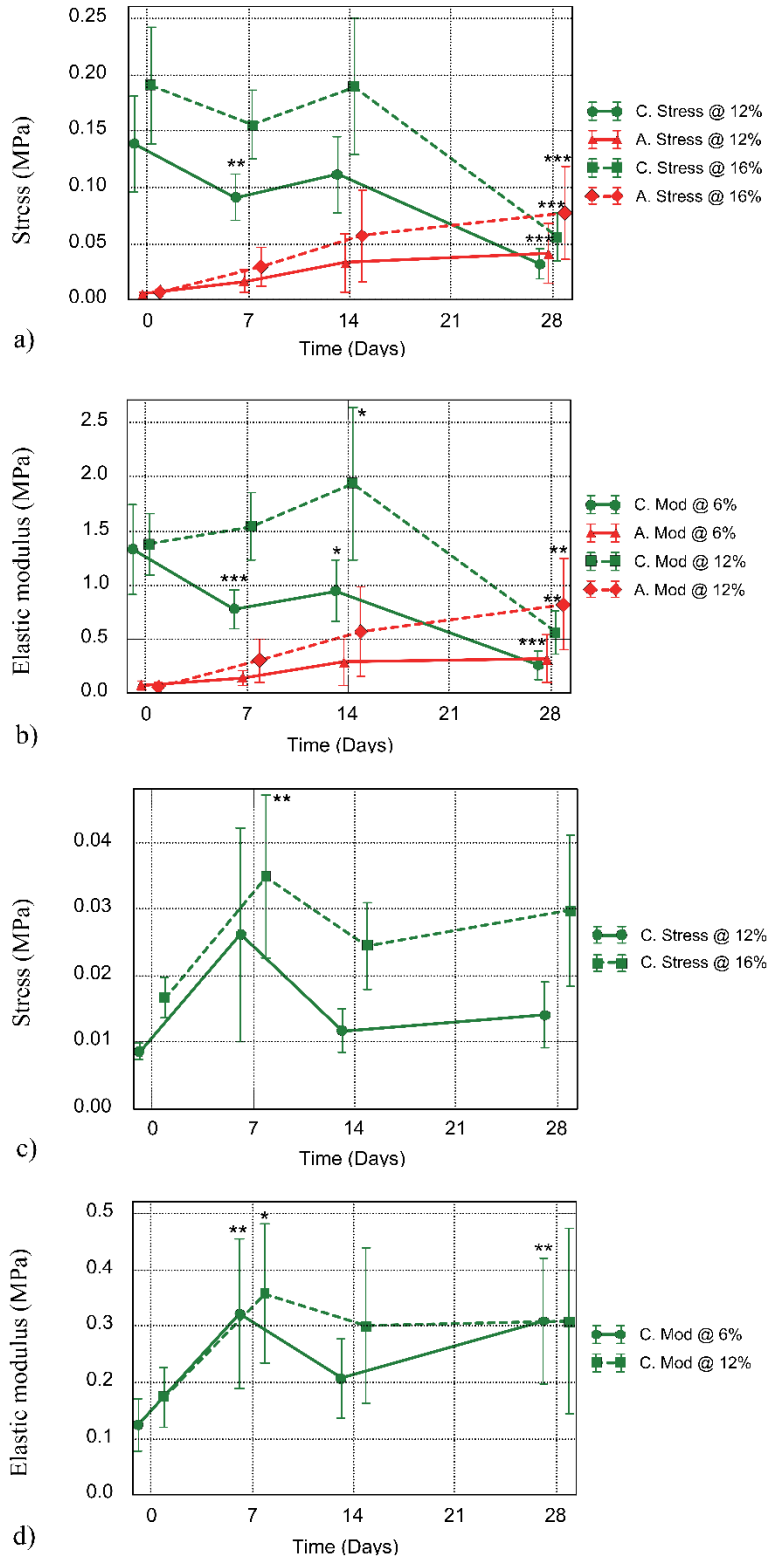 0.25
0.20
0.15
0.10
0.05
0.00
Stress (MPa)
**
***
***
***
0 7 14 21 28
Time (Days)
C. Stress @ 12%
A. Stress @ 12%
C. Stress @ 16%
A. Stress @ 16%
a)
2.5
2.0
1.5
1.0
0.5
0.0
Elastic modulus (MPa)
*
***
*
**
**
***
0 7 14 21 28
Time (Days)
C. Mod @ 6%
A. Mod @ 6%
C. Mod @ 12%
A. Mod @ 12%
b)
0.04
0.03
0.02
0.01
0.00
Stress (MPa)
**
0 7 14 21 28
Time (Days)
C. Stress @ 12%
C. Stress @ 16%
c)
0.5
0.4
0.3
0.2
0.1
0.0
Elastic modulus (MPa)
** * **
0 7 14 21 28
Time (Days)
C. Mod @ 6%
C. Mod @ 12%
d)